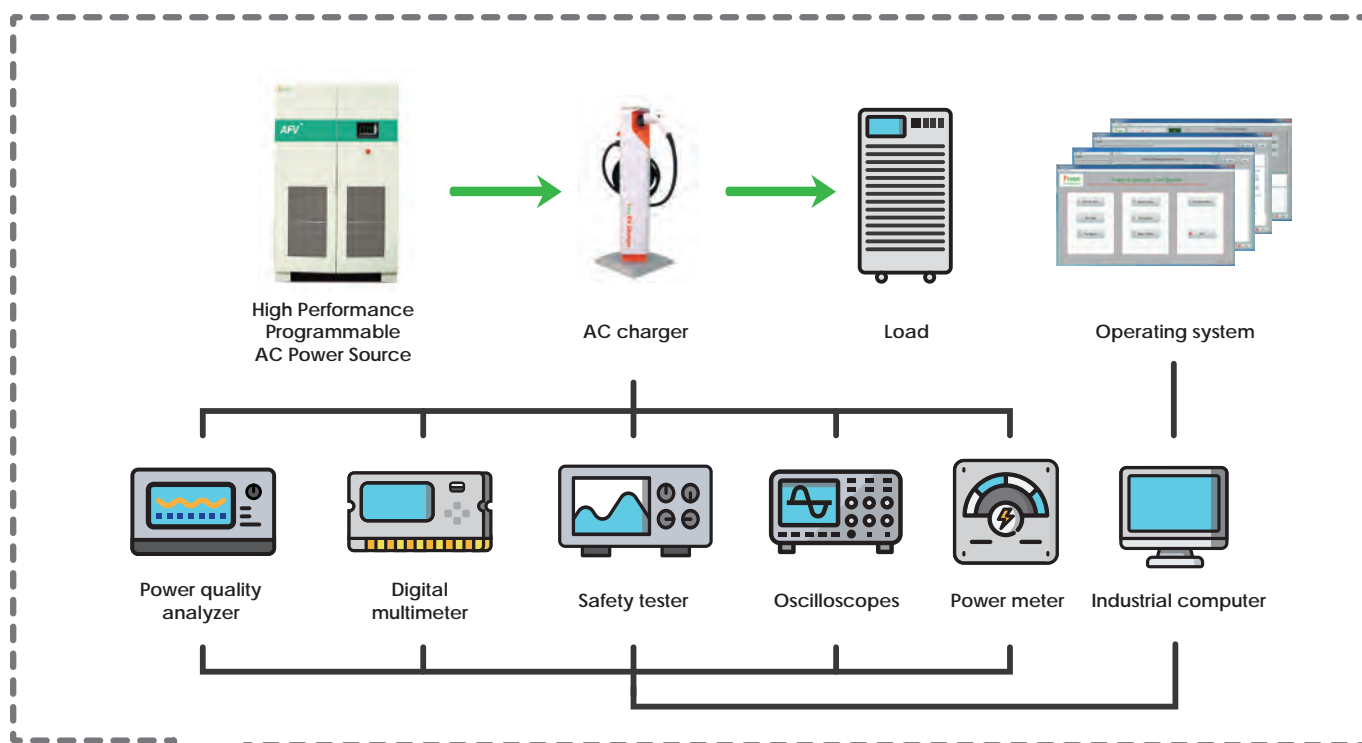 AFV
High Performance
Programmable
AC Power Source
AC charger
Load
Operating system
Power quality
analyzer
Digital
multimeter
Safety tester
Oscilloscopes
Power meter
Industrial computer